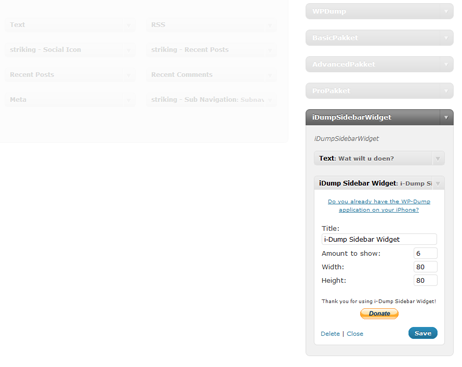 Text
RSS
striking - Social Icon
striking - Recent Posts
Recent Posts
Recent Comments
Meta
striking - Sub Navigation: Subnav
WPDump
BasicPakket
AdvancedPakket
ProPakket
iDumpSidebarWidget
iDumpSidebarWidget
Text: Wat wilt u doen?
iDump Sidebar Widget: i-Dump Si
Do you already have the WP-Dump
application on your iPhone?
Title:
i-Dump Sidebar Widget
Amount to show: 6
Width: 80
Height: 80
Thank you for using i-Dump Sidebar Widget!
Donate
Delete | Close
Save